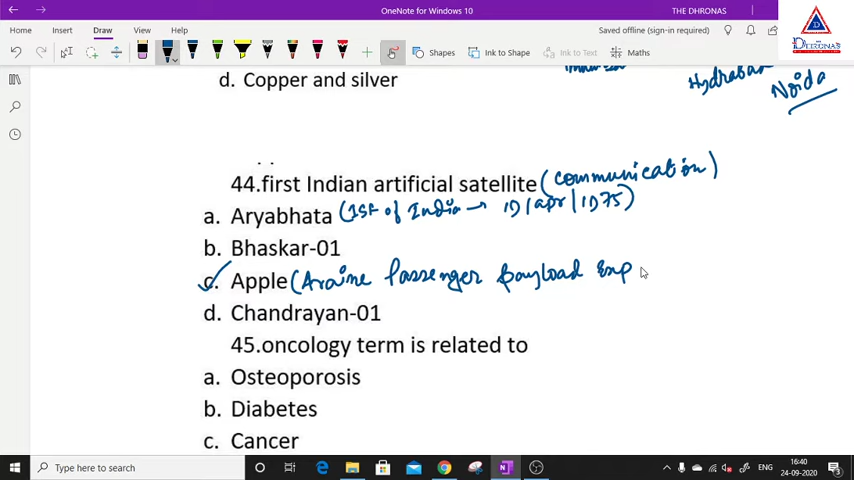 OneNote for Windows 10
THE DHRONAS
Home Insert Draw View Help
Saved offline (sign-in required)
Shapes Ink to Shape Ink to Text Maths
DHRONA'S
d. Copper and silver
Hydrabad
Noida
44.first Indian artificial satellite (communication)
a. Aryabhata (1st of India → 19/apr/1975)
b. Bhaskar-01
c. Apple (Araine Passenger Payload Exp
d. Chandrayan-01
45.oncology term is related to
a. Osteoporosis
b. Diabetes
c. Cancer
Type here to search
ENG
16:40
24-09-2020